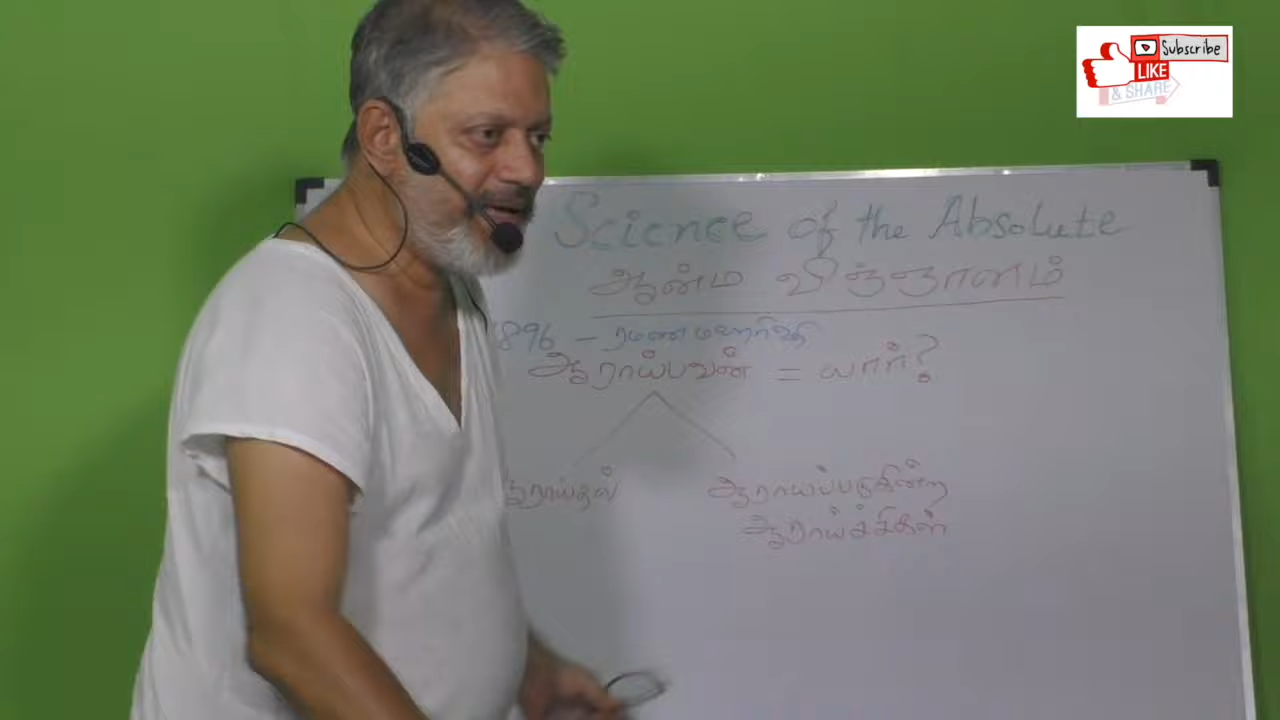 Subscribe
LIKE
& SHARE
Science of the Absolute
ஆன்ம விஞ்ஞானம்
896 – ரமண மஹரிஷி
ஆராய்பவன் = யார்?
ஆராய்தல்
ஆராயப்படுகின்ற
ஆராய்ச்சிகள்